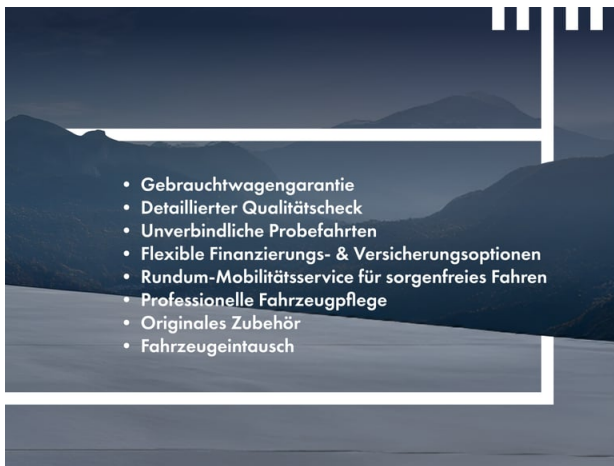 • Gebrauchtwagengarantie
• Detaillierter Qualitätscheck
• Unverbindliche Probefahrten
• Flexible Finanzierungs- & Versicherungsoptionen
• Rundum-Mobilitätsservice für sorgenfreies Fahren
• Professionelle Fahrzeugpflege
• Originales Zubehör
• Fahrzeugeintausch